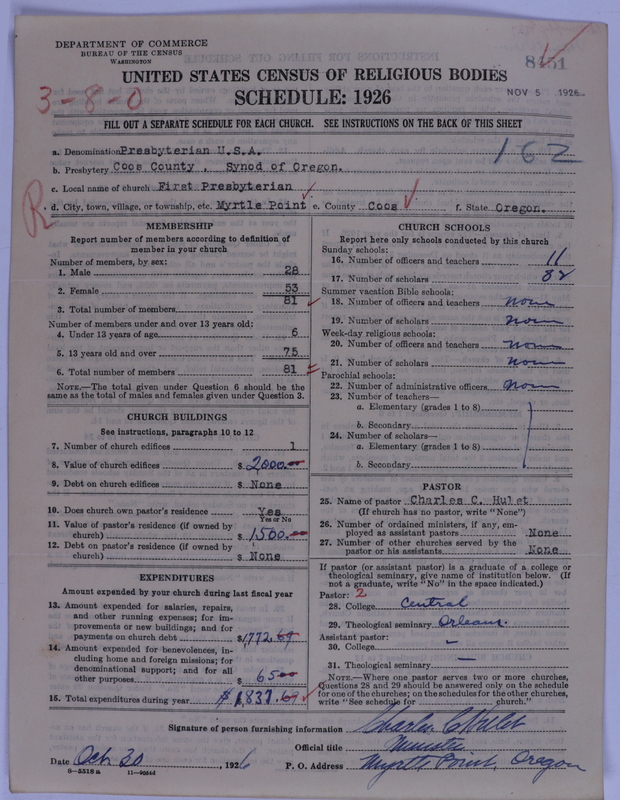 DEPARTMENT OF COMMERCE
BUREAU OF THE CENSUS
WASHINGTON
8451
UNITED STATES CENSUS OF RELIGIOUS BODIES
3-8-0
SCHEDULE: 1926
NOV 5 1926
FILL OUT A SEPARATE SCHEDULE FOR EACH CHURCH. SEE INSTRUCTIONS ON THE BACK OF THIS SHEET
a. Denomination Presbyterian U.S.A.
162
b. Presbytery Coos County, Synod of Oregon.
c. Local name of church First Presbyterian
R
d. City, town, village, or township, etc. Myrtle Point e. County Coos f. State Oregon.
MEMBERSHIP
Report number of members according to definition of
member in your church
Number of members, by sex:
1. Male 28
2. Female 53
3. Total number of members 81
Number of members under and over 13 years old:
4. Under 13 years of age 6
5. 13 years old and over 75
6. Total number of members 81
NOTE.—The total given under Question 6 should be the
same as the total of males and females given under Question 3.
CHURCH BUILDINGS
See instructions, paragraphs 10 to 12
7. Number of church edifices 1
8. Value of church edifices $ 2000.00
9. Debt on church edifices $ None
10. Does church own pastor's residence? Yes
Yes or No
11. Value of pastor's residence (if owned by
church) $ 1500.00
12. Debt on pastor's residence (if owned by
church) $ None
EXPENDITURES
Amount expended by your church during last fiscal year
13. Amount expended for salaries, repairs,
and other running expenses; for im-
provements or new buildings; and for
payments on church debt $ 1772.69
14. Amount expended for benevolences, in-
cluding home and foreign missions; for
denominational support; and for all
other purposes $ 65.00
15. Total expenditures during year $ 1837.69
CHURCH SCHOOLS
Report here only schools conducted by this church
Sunday schools:
16. Number of officers and teachers 11
17. Number of scholars 82
Summer vacation Bible schools:
18. Number of officers and teachers none
19. Number of scholars none
Week-day religious schools:
20. Number of officers and teachers none
21. Number of scholars none
Parochial schools:
22. Number of administrative officers none
23. Number of teachers—
a. Elementary (grades 1 to 8)
b. Secondary
24. Number of scholars—
a. Elementary (grades 1 to 8)
b. Secondary
PASTOR
25. Name of pastor Charles C. Hulet
(If church has no pastor, write "None")
26. Number of ordained ministers, if any, em-
ployed as assistant pastors None
27. Number of other churches served by the
pastor or his assistants None
If pastor (or assistant pastor) is a graduate of a college or
theological seminary, give name of institution below. (If
not a graduate, write "No" in the space indicated.)
Pastor: 2
28. College Central
29. Theological seminary Orleans.
Assistant pastor:
30. College –
31. Theological seminary –
NOTE.—Where one pastor serves two or more churches,
Questions 28 and 29 should be answered only on the schedule
for one of the churches; on the schedules for the other churches,
write "See schedule for church."
Signature of person furnishing information Charles C Hulet
Official title Minister
Date Oct 30, 1926 P. O. Address Myrtle Point, Oregon
8—5518 a